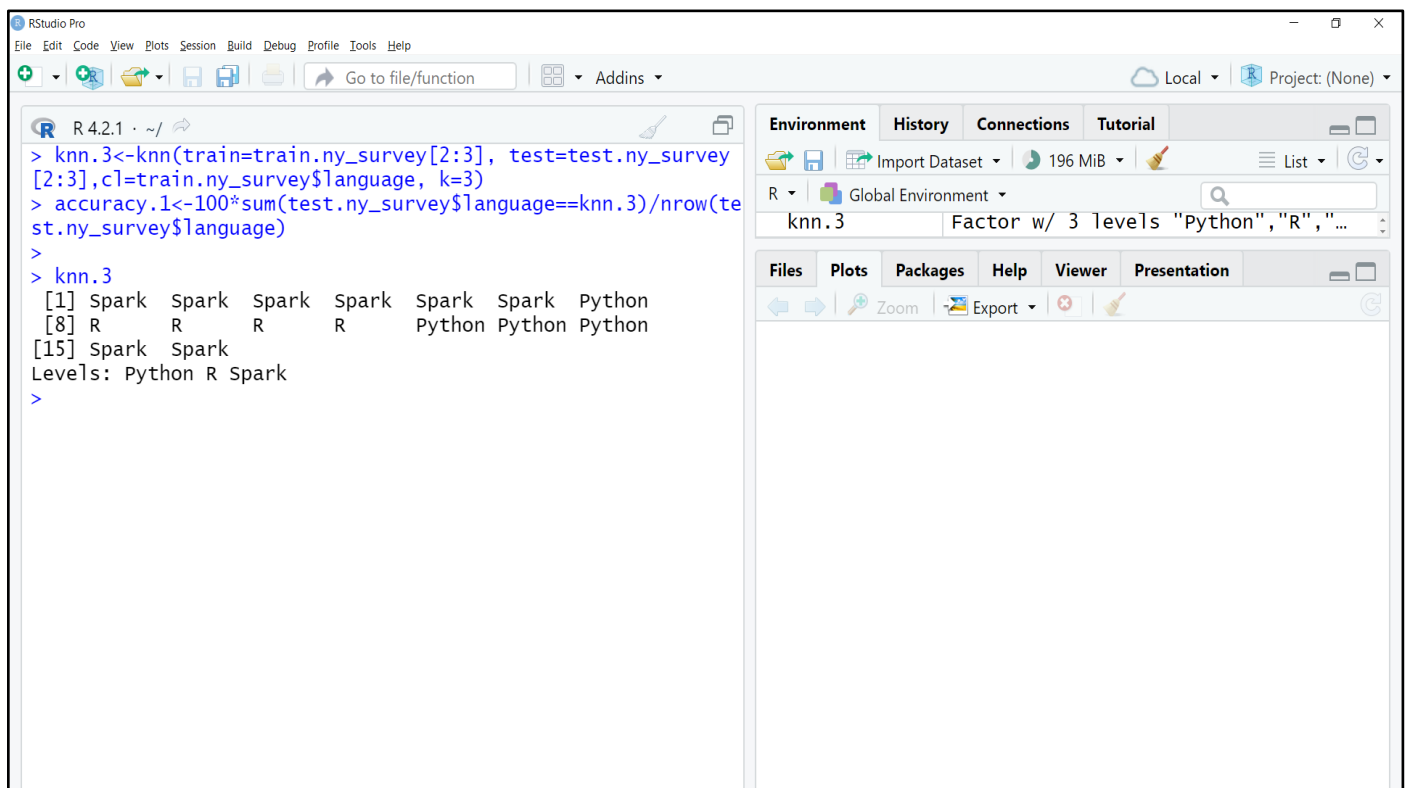 RStudio Pro
File Edit Code View Plots Session Build Debug Profile Tools Help
Go to file/function Addins Local Project: (None)
R 4.2.1 · ~/
> knn.3<-knn(train=train.ny_survey[2:3], test=test.ny_survey
[2:3],cl=train.ny_survey$language, k=3)
> accuracy.1<-100*sum(test.ny_survey$language==knn.3)/nrow(te
st.ny_survey$language)
>
> knn.3
[1] Spark Spark Spark Spark Spark Spark Python
[8] R R R R Python Python Python
[15] Spark Spark
Levels: Python R Spark
>
Environment History Connections Tutorial
Import Dataset 196 MiB List
R Global Environment
knn.3 Factor w/ 3 levels "Python","R","…
Files Plots Packages Help Viewer Presentation
Zoom Export